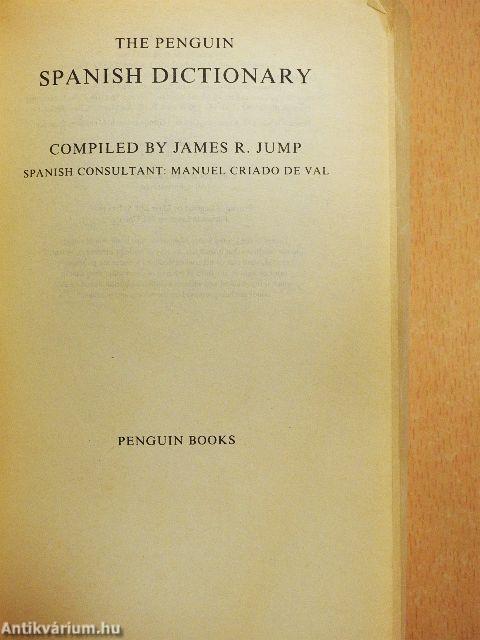 THE PENGUIN
SPANISH DICTIONARY
COMPILED BY JAMES R. JUMP
SPANISH CONSULTANT: MANUEL CRIADO DE VAL
PENGUIN BOOKS
Antikvárium.hu